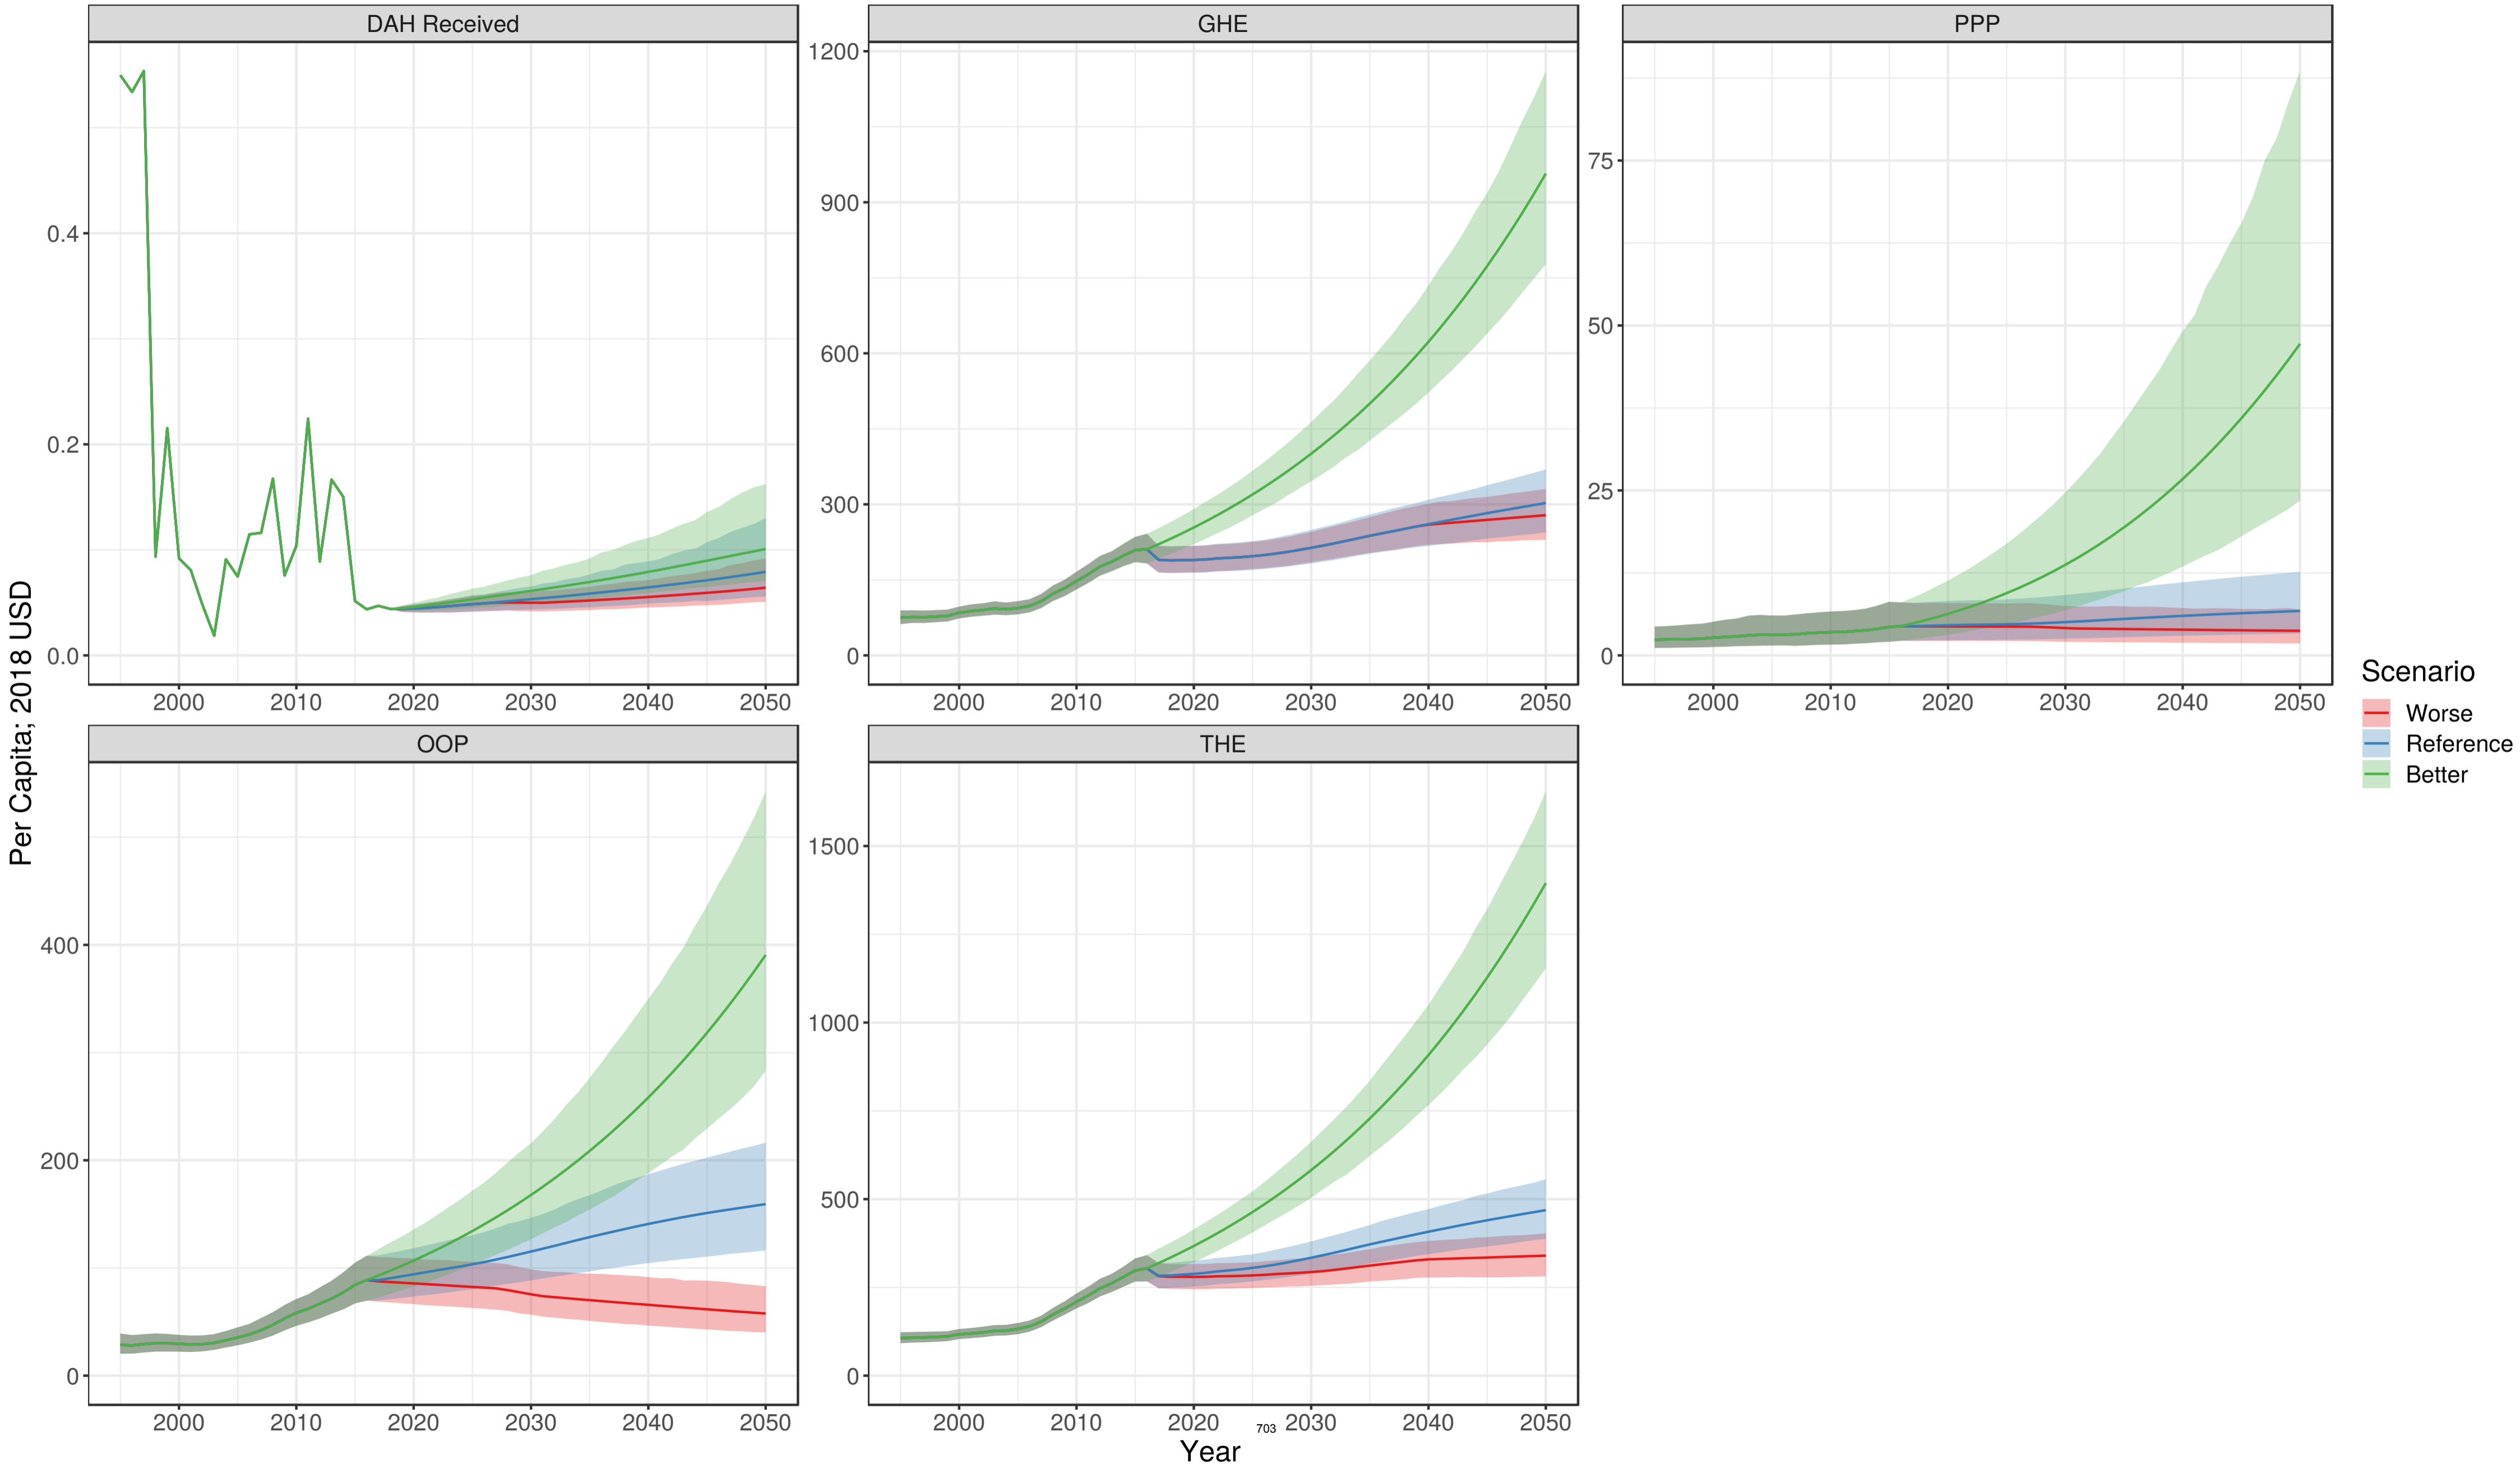 DAH Received
GHE
PPP
0.4
0.2
0.0
1200
900
600
300
0
75
50
25
0
2000 2010 2020 2030 2040 2050
2000 2010 2020 2030 2040 2050
2000 2010 2020 2030 2040 2050
Per Capita; 2018 USD
OOP
THE
400
200
0
1500
1000
500
0
2000 2010 2020 2030 2040 2050
2000 2010 2020 2030 2040 2050
703
Year
Scenario
Worse
Reference
Better